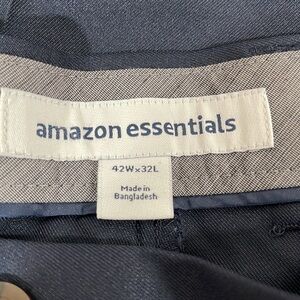 amazon essentials
42W x 32L
Made in
Bangladesh